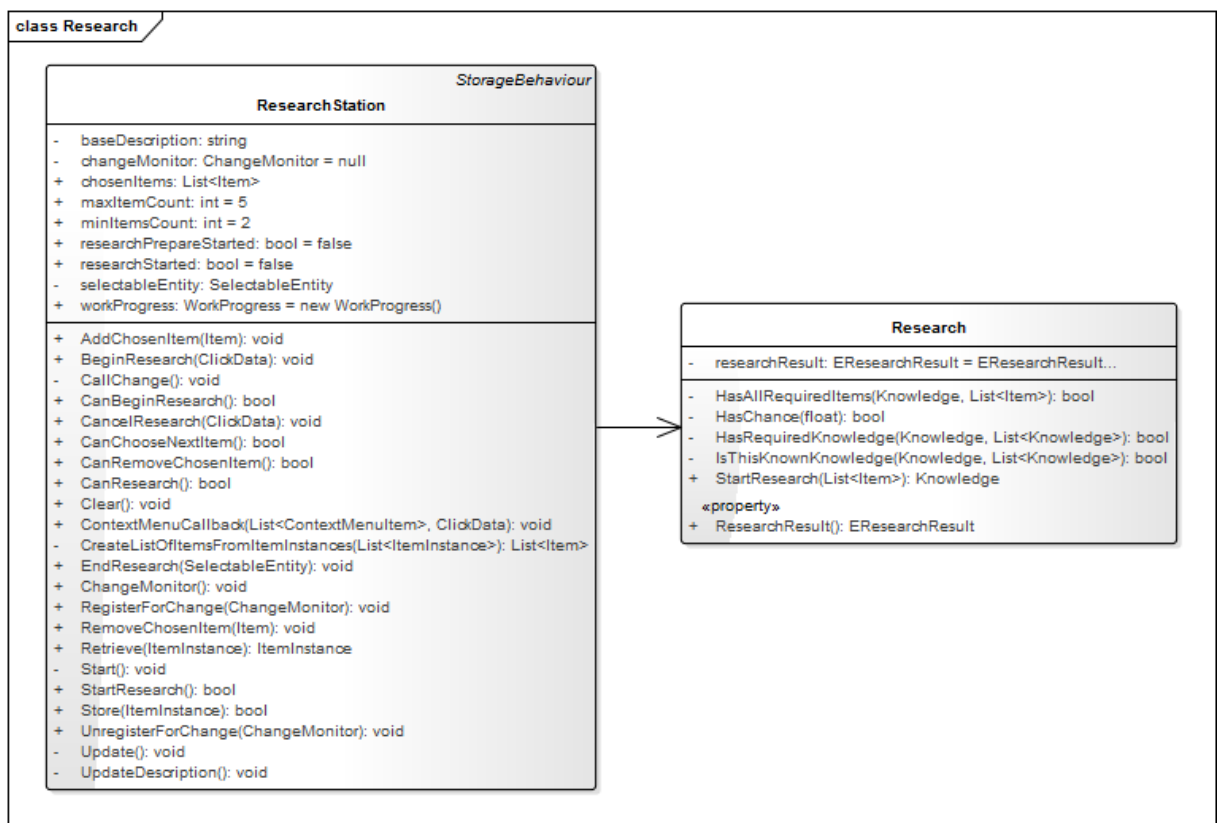 class Research
StorageBehaviour
ResearchStation
- baseDescription: string
- changeMonitor: ChangeMonitor = null
+ chosenItems: List<Item>
+ maxItemCount: int = 5
+ minItemsCount: int = 2
+ researchPrepareStarted: bool = false
+ researchStarted: bool = false
- selectableEntity: SelectableEntity
+ workProgress: WorkProgress = new WorkProgress()
+ AddChosenItem(Item): void
+ BeginResearch(ClickData): void
- CallChange(): void
+ CanBeginResearch(): bool
+ CancelResearch(ClickData): void
+ CanChooseNextItem(): bool
+ CanRemoveChosenItem(): bool
+ CanResearch(): bool
+ Clear(): void
+ ContextMenuCallback(List<ContextMenuItem>, ClickData): void
- CreateListOfItemsFromItemInstances(List<ItemInstance>): List<Item>
+ EndResearch(SelectableEntity): void
+ ChangeMonitor(): void
+ RegisterForChange(ChangeMonitor): void
+ RemoveChosenItem(Item): void
+ Retrieve(ItemInstance): ItemInstance
- Start(): void
+ StartResearch(): bool
+ Store(ItemInstance): bool
+ UnregisterForChange(ChangeMonitor): void
- Update(): void
- UpdateDescription(): void
Research
- researchResult: EResearchResult = EResearchResult...
- HasAllRequiredItems(Knowledge, List<Item>): bool
- HasChance(float): bool
- HasRequiredKnowledge(Knowledge, List<Knowledge>): bool
- IsThisKnownKnowledge(Knowledge, List<Knowledge>): bool
+ StartResearch(List<Item>): Knowledge
«property»
+ ResearchResult(): EResearchResult